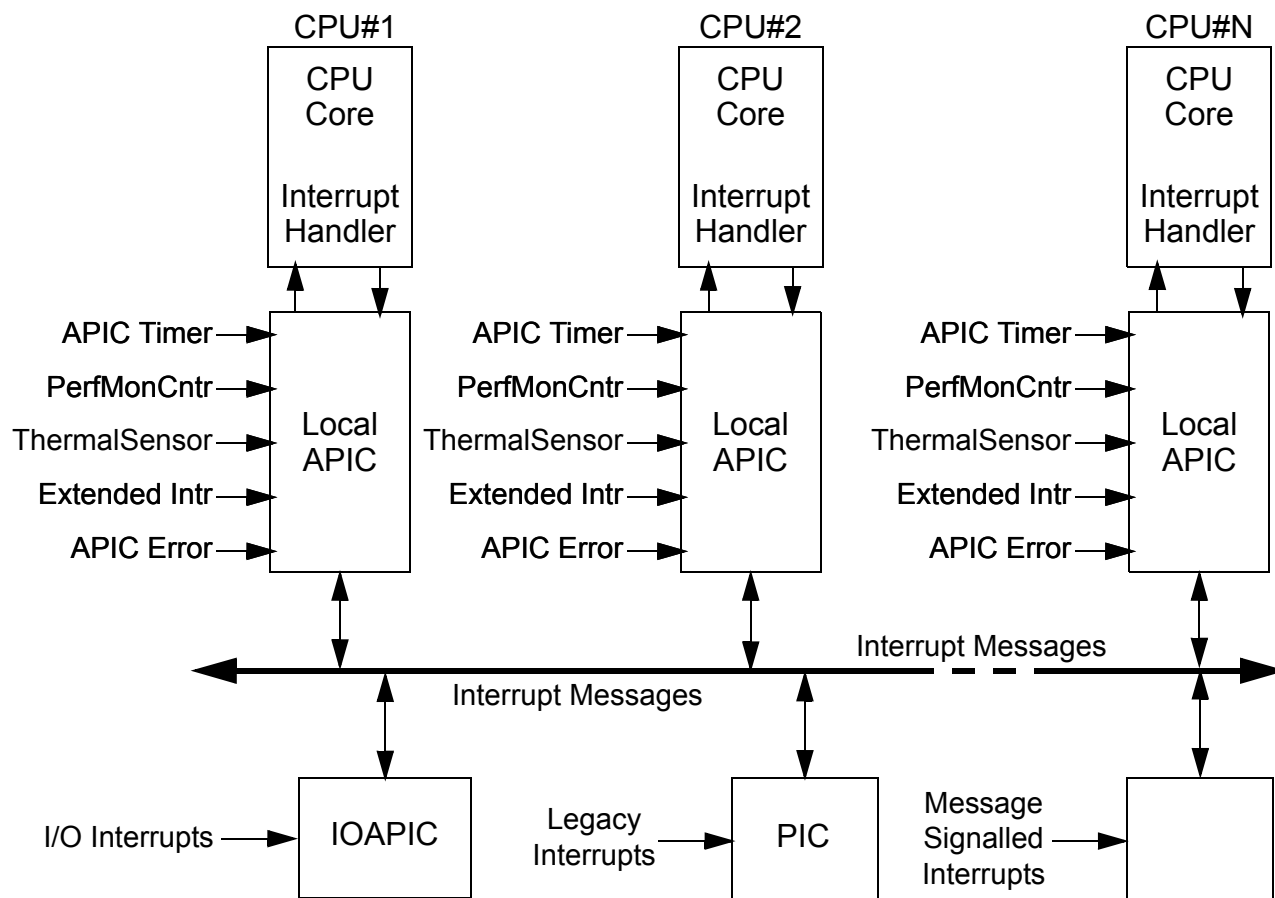 CPU#1
CPU
Core
Interrupt
Handler
APIC Timer
PerfMonCntr
ThermalSensor
Extended Intr
APIC Error
Local
APIC
CPU#2
CPU
Core
Interrupt
Handler
APIC Timer
PerfMonCntr
ThermalSensor
Extended Intr
APIC Error
Local
APIC
CPU#N
CPU
Core
Interrupt
Handler
APIC Timer
PerfMonCntr
ThermalSensor
Extended Intr
APIC Error
Local
APIC
Interrupt Messages
Interrupt Messages
I/O Interrupts
IOAPIC
Legacy
Interrupts
PIC
Message
Signalled
Interrupts